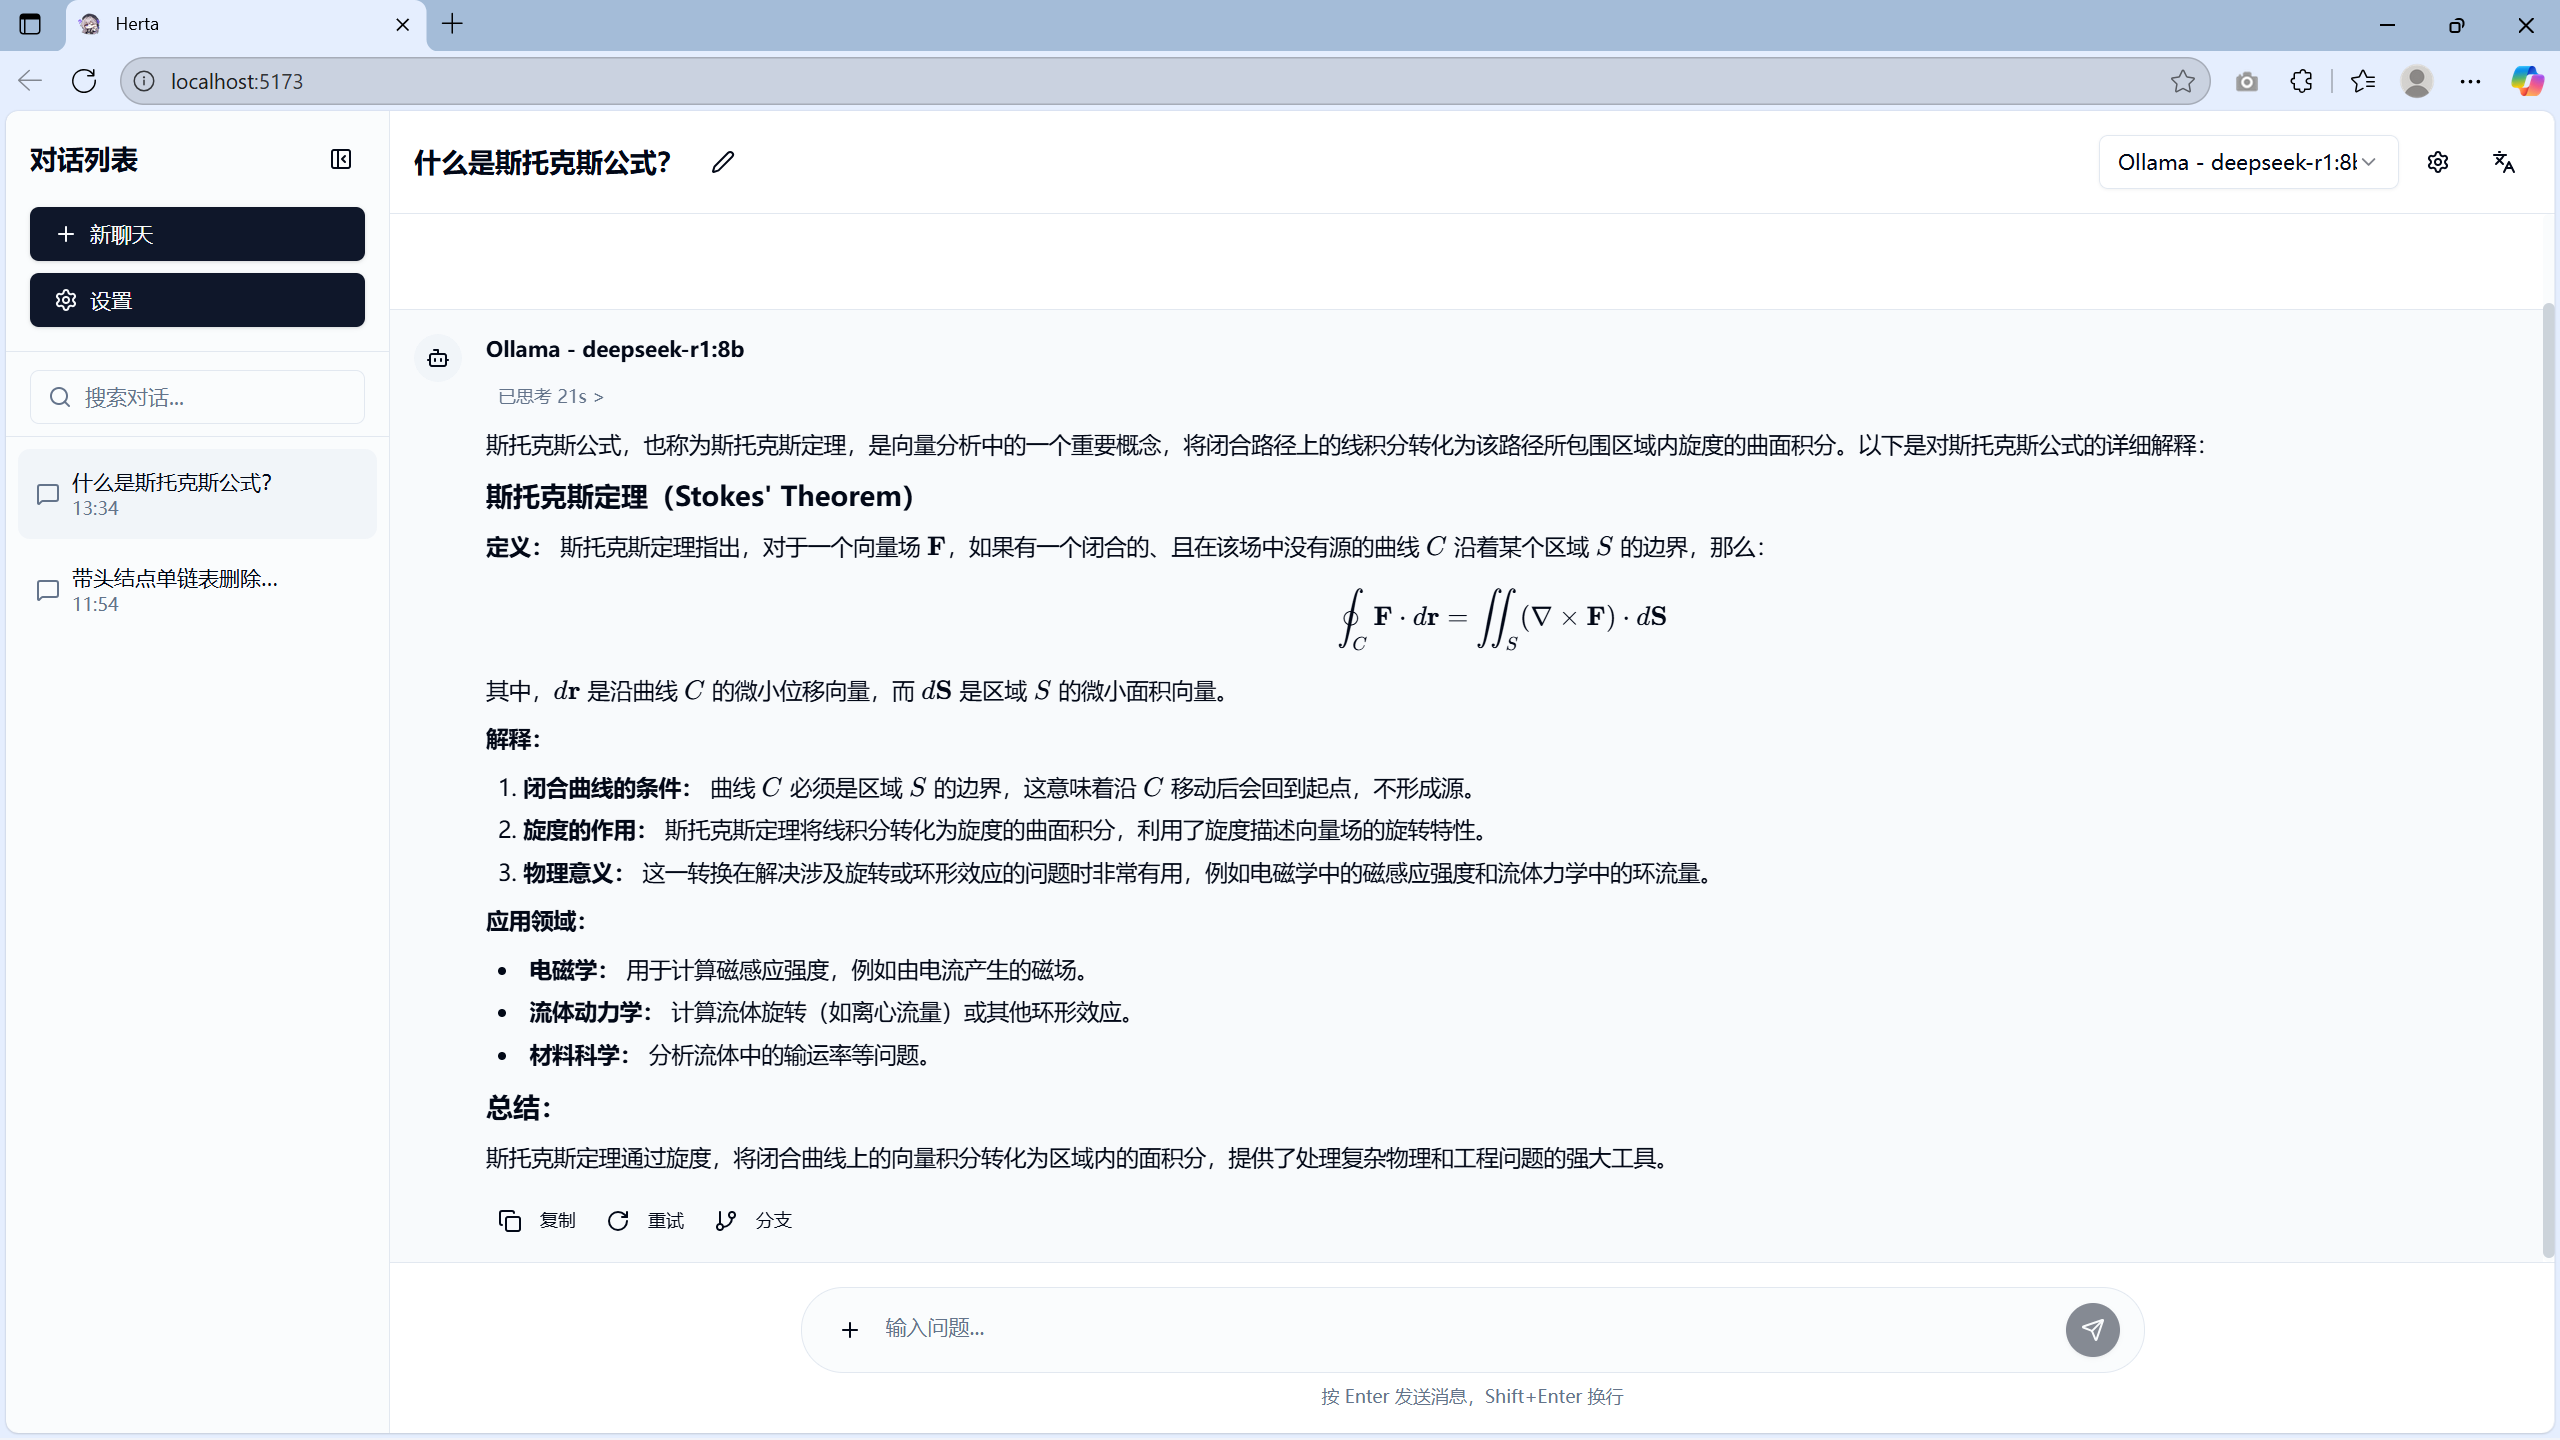 Herta
localhost:5173
对话列表
新聊天
设置
搜索对话...
什么是斯托克斯公式?
13:34
带头结点单链表删除...
11:54
什么是斯托克斯公式?
Ollama - deepseek-r1:8b
Ollama - deepseek-r1:8b
已思考 21s >
斯托克斯公式，也称为斯托克斯定理，是向量分析中的一个重要概念，将闭合路径上的线积分转化为该路径所包围区域内旋度的曲面积分。以下是对斯托克斯公式的详细解释：
斯托克斯定理（Stokes' Theorem）
定义： 斯托克斯定理指出，对于一个向量场 F，如果有一个闭合的、且在该场中没有源的曲线 C 沿着某个区域 S 的边界，那么：
∮_C F · dr = ∬_S (∇ × F) · dS
其中，dr 是沿曲线 C 的微小位移向量，而 dS 是区域 S 的微小面积向量。
解释：
1. 闭合曲线的条件： 曲线 C 必须是区域 S 的边界，这意味着沿 C 移动后会回到起点，不形成源。
2. 旋度的作用： 斯托克斯定理将线积分转化为旋度的曲面积分，利用了旋度描述向量场的旋转特性。
3. 物理意义： 这一转换在解决涉及旋转或环形效应的问题时非常有用，例如电磁学中的磁感应强度和流体力学中的环流量。
应用领域：
• 电磁学： 用于计算磁感应强度，例如由电流产生的磁场。
• 流体动力学： 计算流体旋转（如离心流量）或其他环形效应。
• 材料科学： 分析流体中的输运率等问题。
总结：
斯托克斯定理通过旋度，将闭合曲线上的向量积分转化为区域内的面积分，提供了处理复杂物理和工程问题的强大工具。
复制 重试 分支
输入问题...
按 Enter 发送消息，Shift+Enter 换行